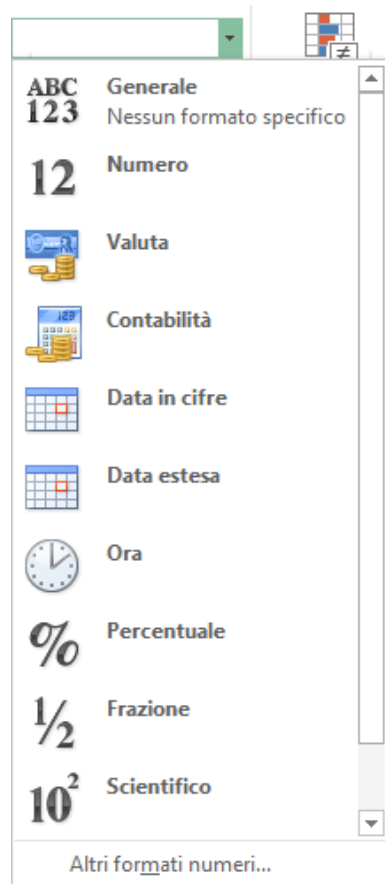 ABC
123
Generale
Nessun formato specifico
12
Numero
Valuta
123
Contabilità
Data in cifre
Data estesa
Ora
%
Percentuale
1/2
Frazione
10²
Scientifico
Altri formati numeri...